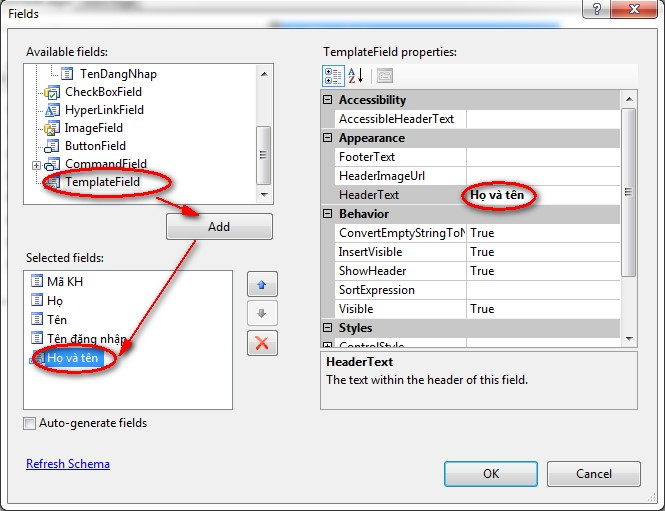 Fields
Available fields:
TenDangNhap
CheckBoxField
HyperLinkField
ImageField
ButtonField
CommandField
TemplateField
Add
Selected fields:
Mã KH
Họ
Tên
Tên đăng nhập
Họ và tên
Auto-generate fields
Refresh Schema
TemplateField properties:
Accessibility
AccessibleHeaderText
Appearance
FooterText
HeaderImageUrl
HeaderText Họ và tên
Behavior
ConvertEmptyStringToN True
InsertVisible True
ShowHeader True
SortExpression
Visible True
Styles
ControlStyle
HeaderText
The text within the header of this field.
OK
Cancel